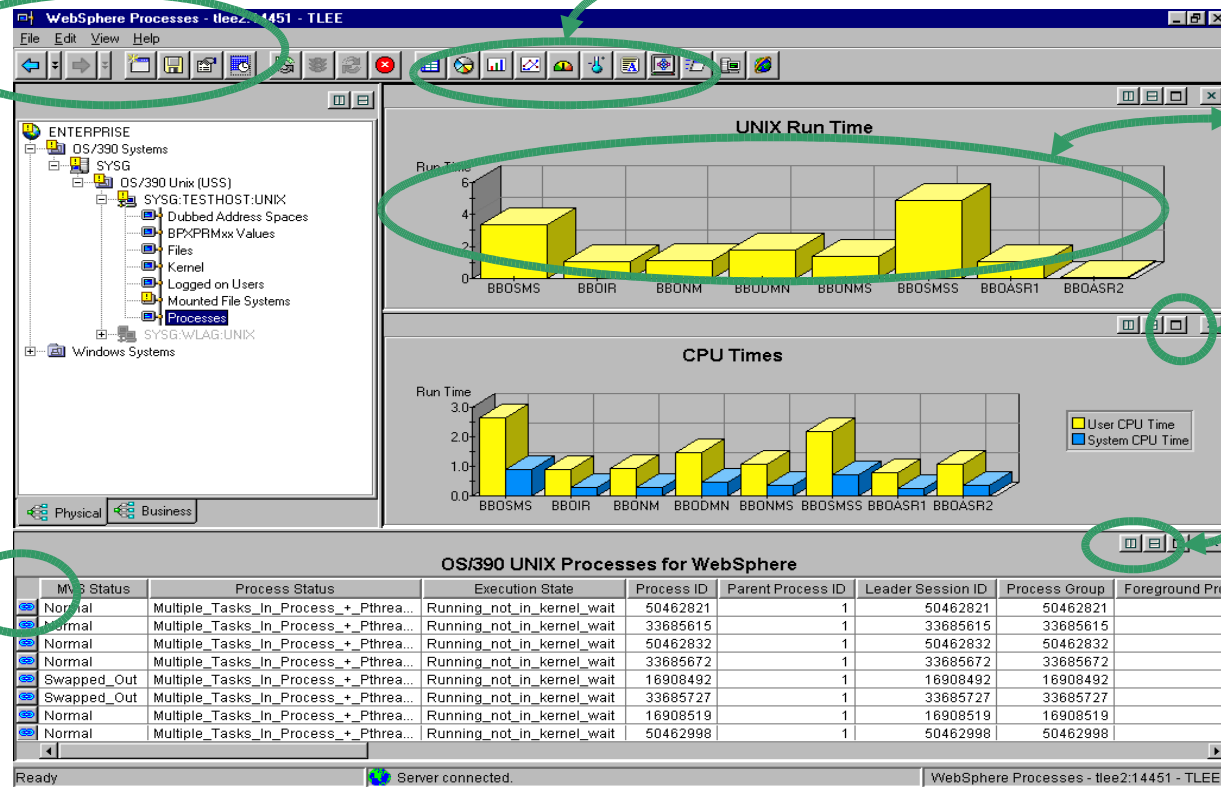 WebSphere Processes - tlee2:14451 - TLEE
File Edit View Help
ENTERPRISE
OS/390 Systems
SYSG
OS/390 Unix (USS)
SYSG:TESTHOST:UNIX
Dubbed Address Spaces
BPXPRMxx Values
Files
Kernel
Logged on Users
Mounted File Systems
Processes
SYSG:WLAG:UNIX
Windows Systems
Physical Business
UNIX Run Time
Run Time
6
4
2
0
BBOSMS BBOIR BBONM BBODMN BBONMS BBOSMSS BBOASR1 BBOASR2
CPU Times
Run Time
3.0
2.0
1.0
0.0
BBOSMS BBOIR BBONM BBODMN BBONMS BBOSMSS BBOASR1 BBOASR2
User CPU Time
System CPU Time
OS/390 UNIX Processes for WebSphere
MVS Status Process Status Execution State Process ID Parent Process ID Leader Session ID Process Group Foreground Pro
Normal Multiple_Tasks_In_Process_+_Pthrea... Running_not_in_kernel_wait 50462821 1 50462821 50462821
Normal Multiple_Tasks_In_Process_+_Pthrea... Running_not_in_kernel_wait 33685615 1 33685615 33685615
Normal Multiple_Tasks_In_Process_+_Pthrea... Running_not_in_kernel_wait 50462832 1 50462832 50462832
Normal Multiple_Tasks_In_Process_+_Pthrea... Running_not_in_kernel_wait 33685672 1 33685672 33685672
Swapped_Out Multiple_Tasks_In_Process_+_Pthrea... Running_not_in_kernel_wait 16908492 1 16908492 16908492
Swapped_Out Multiple_Tasks_In_Process_+_Pthrea... Running_not_in_kernel_wait 33685727 1 33685727 33685727
Normal Multiple_Tasks_In_Process_+_Pthrea... Running_not_in_kernel_wait 16908519 1 16908519 16908519
Normal Multiple_Tasks_In_Process_+_Pthrea... Running_not_in_kernel_wait 50462998 1 50462998 50462998
Ready Server connected. WebSphere Processes - tlee2:14451 - TLEE